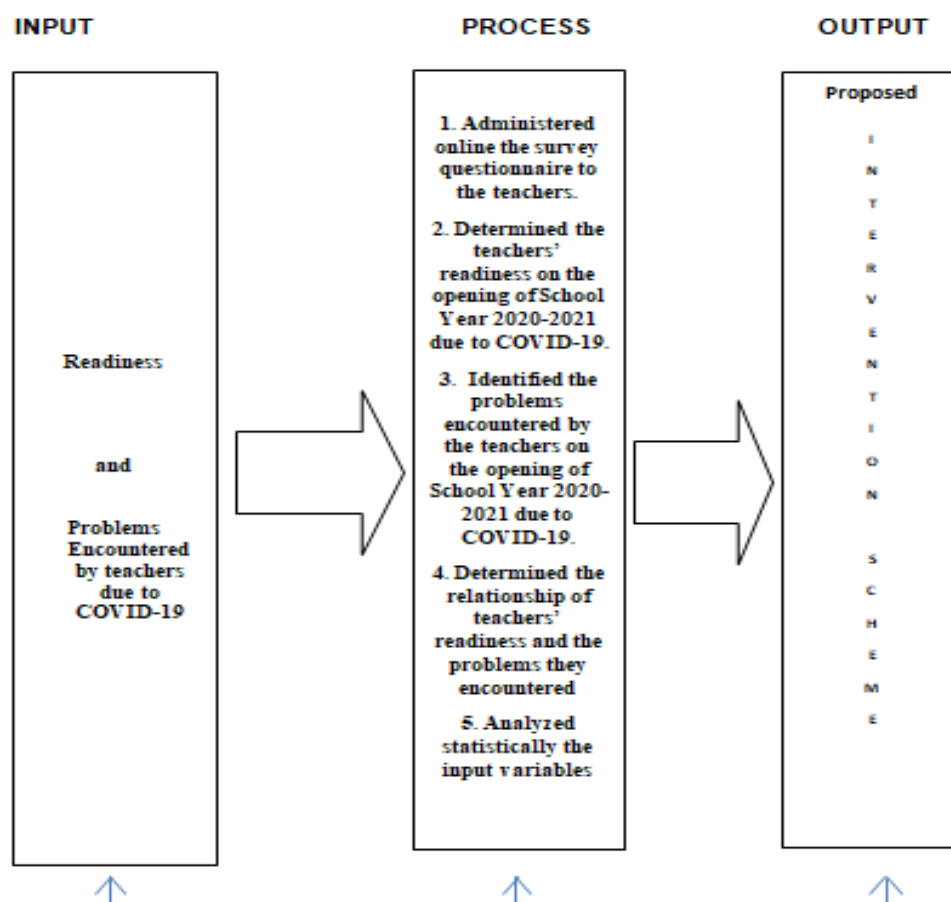 INPUT
PROCESS
OUTPUT
Readiness
and
Problems
Encountered
by teachers
due to
COVID-19
1. Administered
online the survey
questionnaire to
the teachers.
2. Determined the
teachers’
readiness on the
opening of School
Year 2020-2021
due to COVID-19.
3. Identified the
problems
encountered by
the teachers on
the opening of
School Year 2020-
2021 due to
COVID-19.
4. Determined the
relationship of
teachers’
readiness and the
problems they
encountered
5. Analyzed
statistically the
input variables
Proposed
I
N
T
E
R
V
E
N
T
I
O
N
S
C
H
E
M
E